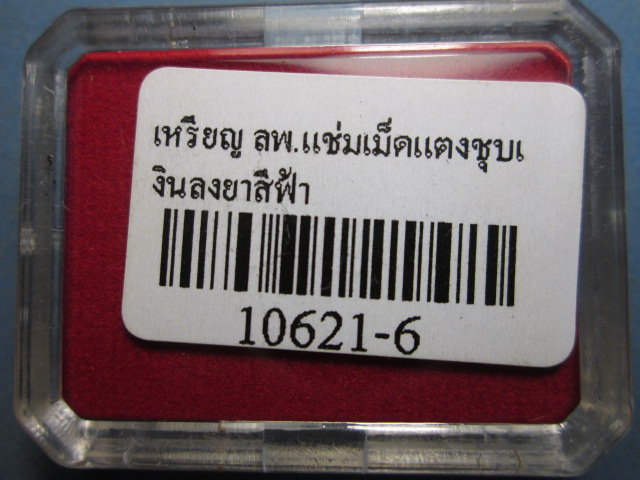 เหรียญ ลพ.แช่มเม็ดแตงชุบเ
งินลงยาสีฟ้า
10621-6